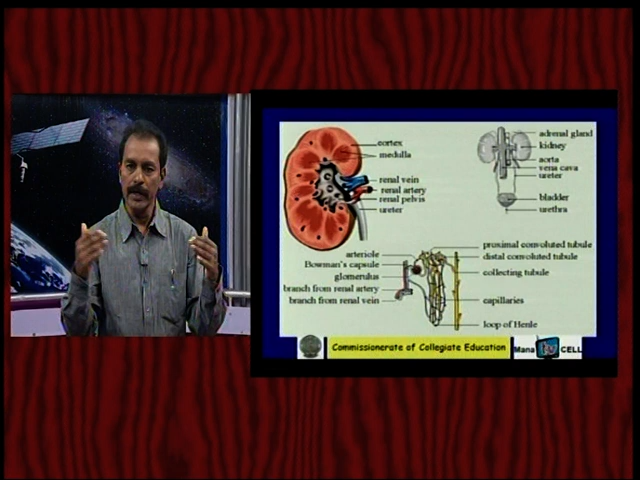 cortex
medulla
renal vein
renal artery
renal pelvis
ureter
adrenal gland
kidney
aorta
vena cava
ureter
bladder
urethra
arteriole
Bowman's capsule
glomerulus
branch from renal artery
branch from renal vein
proximal convoluted tubule
distal convoluted tubule
collecting tubule
capillaries
loop of Henle
Commissionerate of Collegiate Education
Mana tv CELL